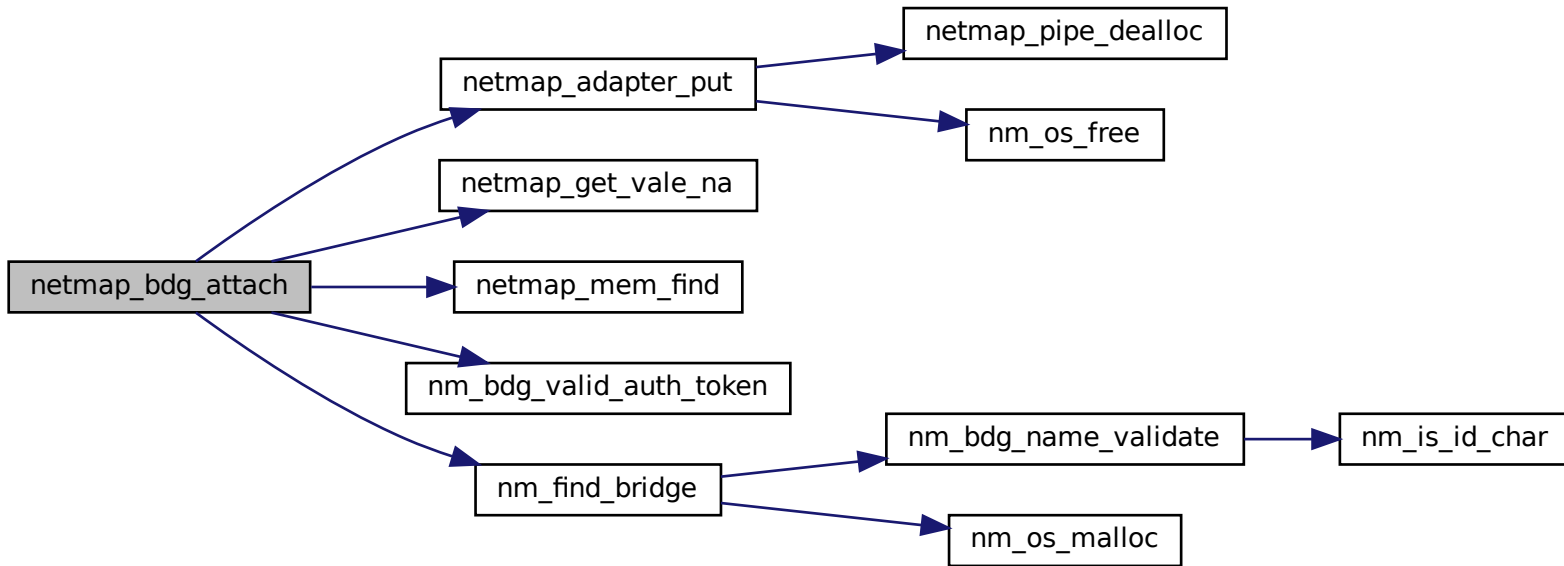 netmap_pipe_dealloc
netmap_adapter_put
nm_os_free
netmap_get_vale_na
netmap_bdg_attach
netmap_mem_find
nm_bdg_valid_auth_token
nm_bdg_name_validate
nm_is_id_char
nm_find_bridge
nm_os_malloc